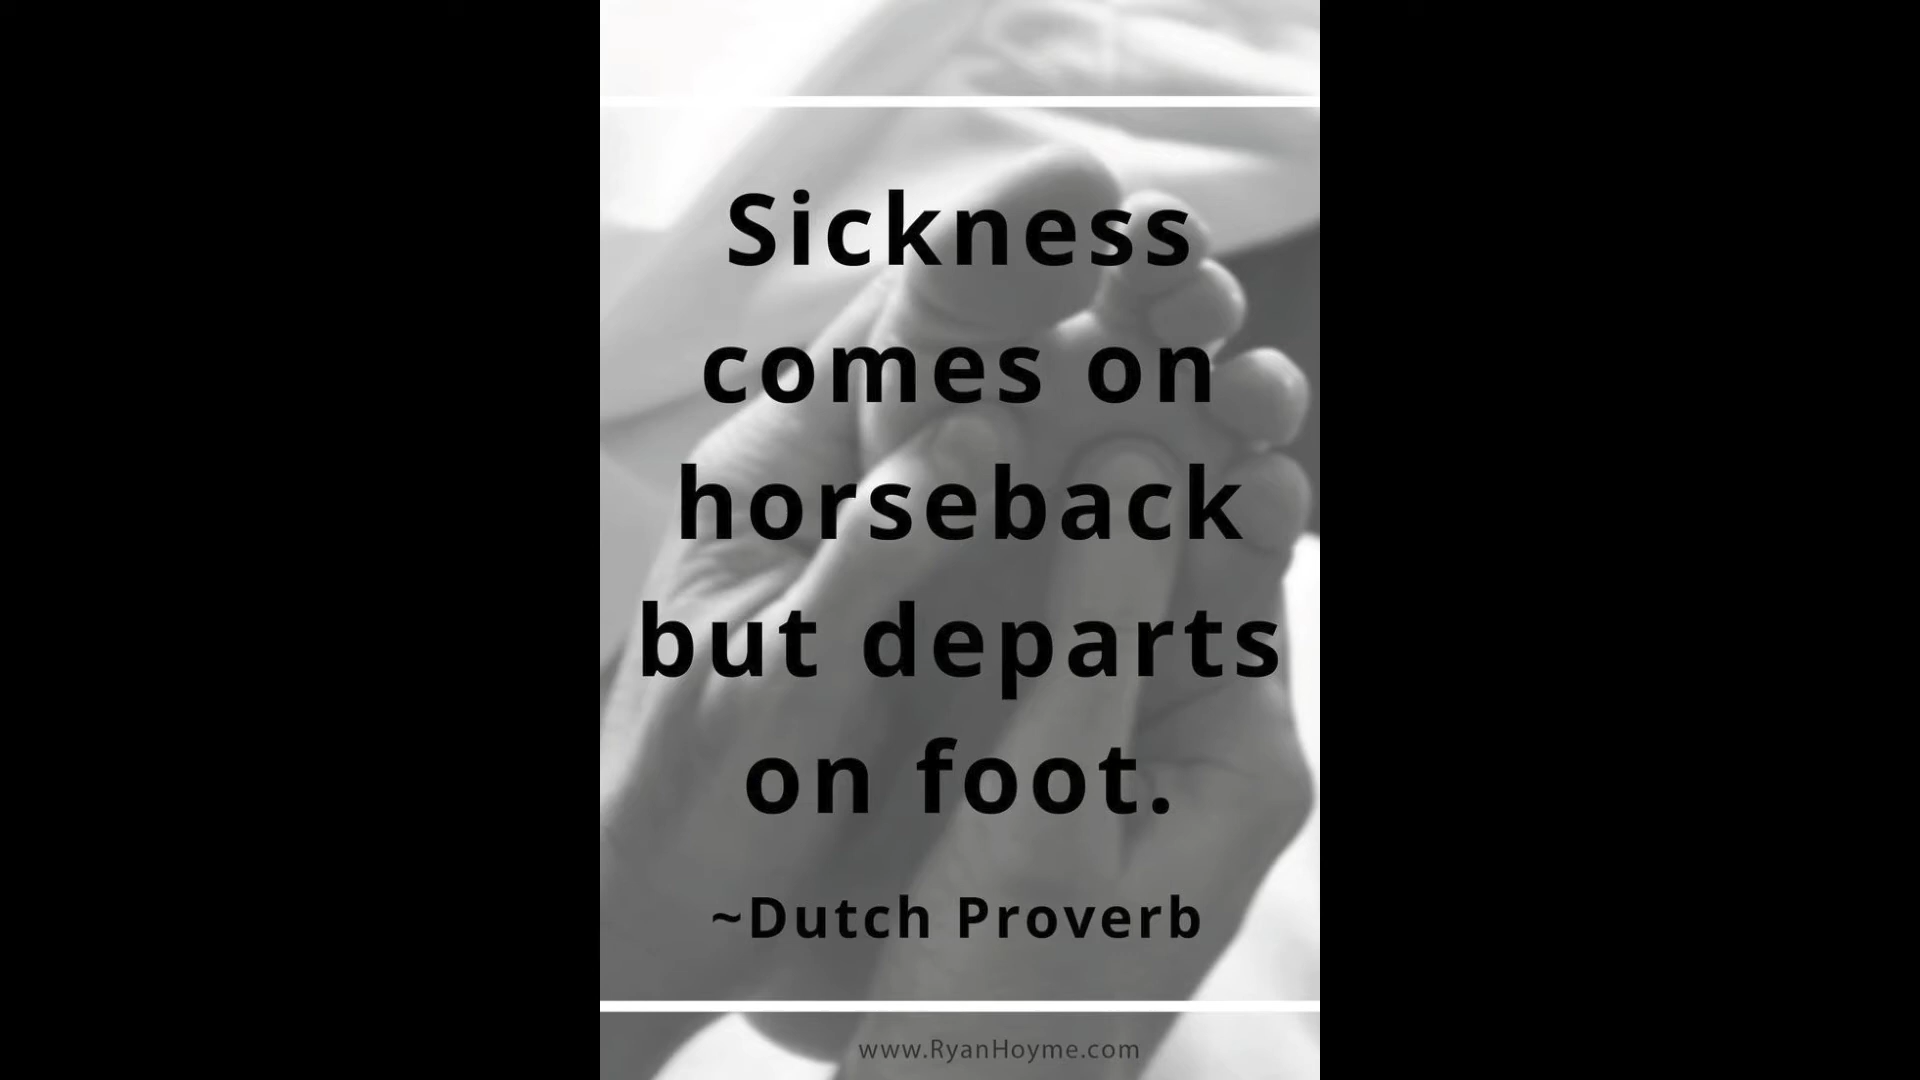 Sickness
comes on
horseback
but departs
on foot.
~Dutch Proverb
www.RyanHoyme.com